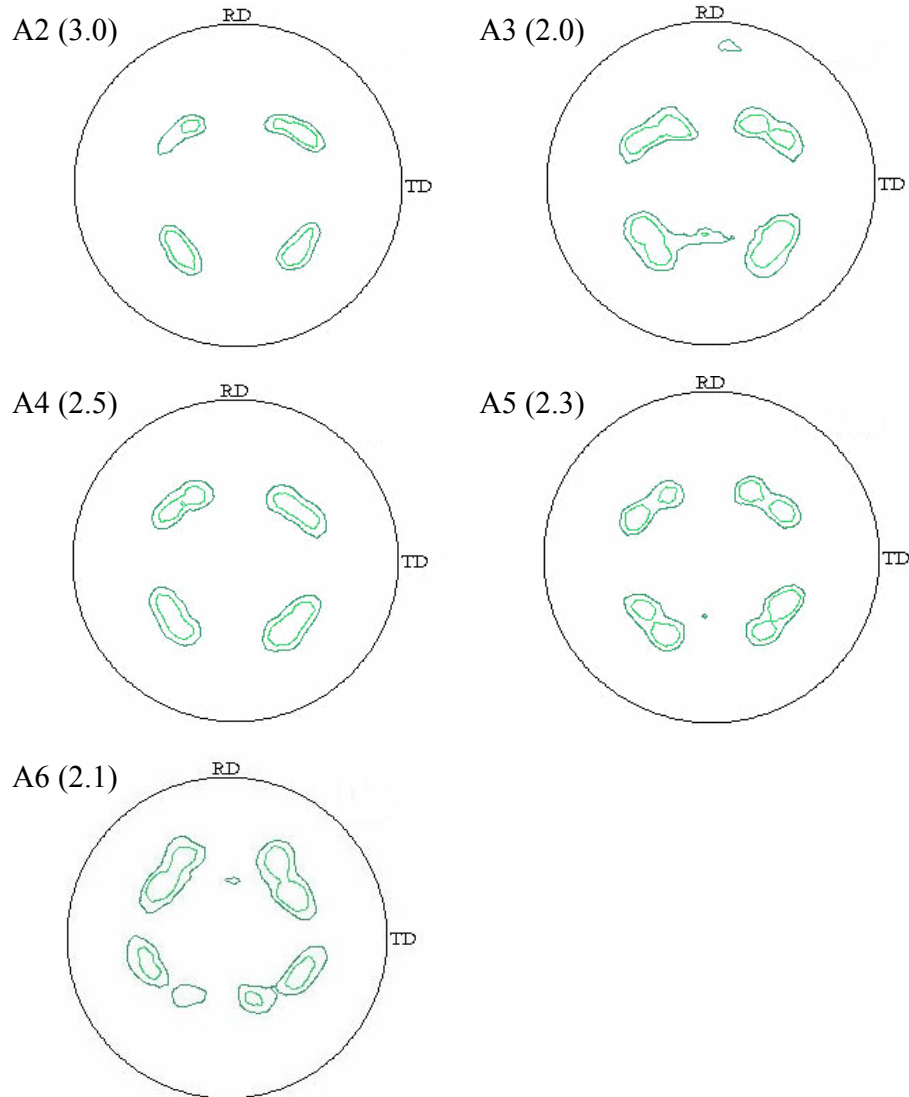 A2 (3.0)
RD
TD
A3 (2.0)
RD
TD
A4 (2.5)
RD
TD
A5 (2.3)
RD
TD
A6 (2.1)
RD
TD